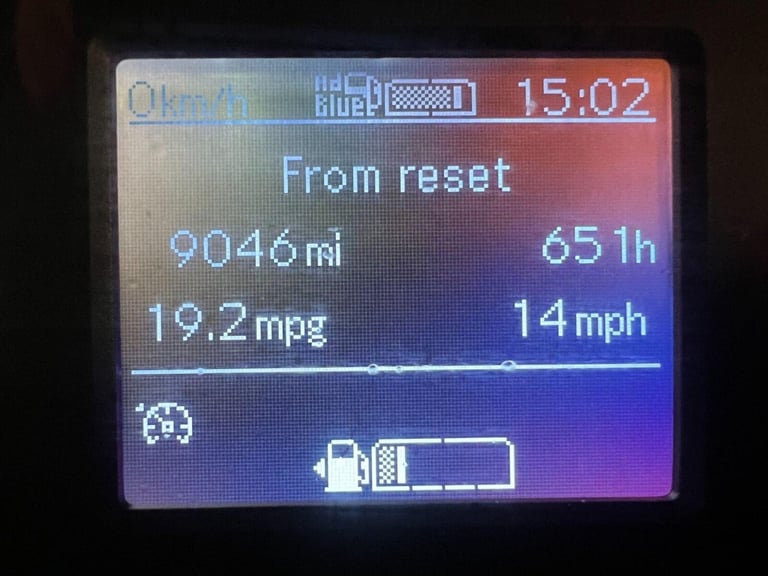 0km/h Ad Blue 15:02
From reset
9046mi 651h
19.2mpg 14mph